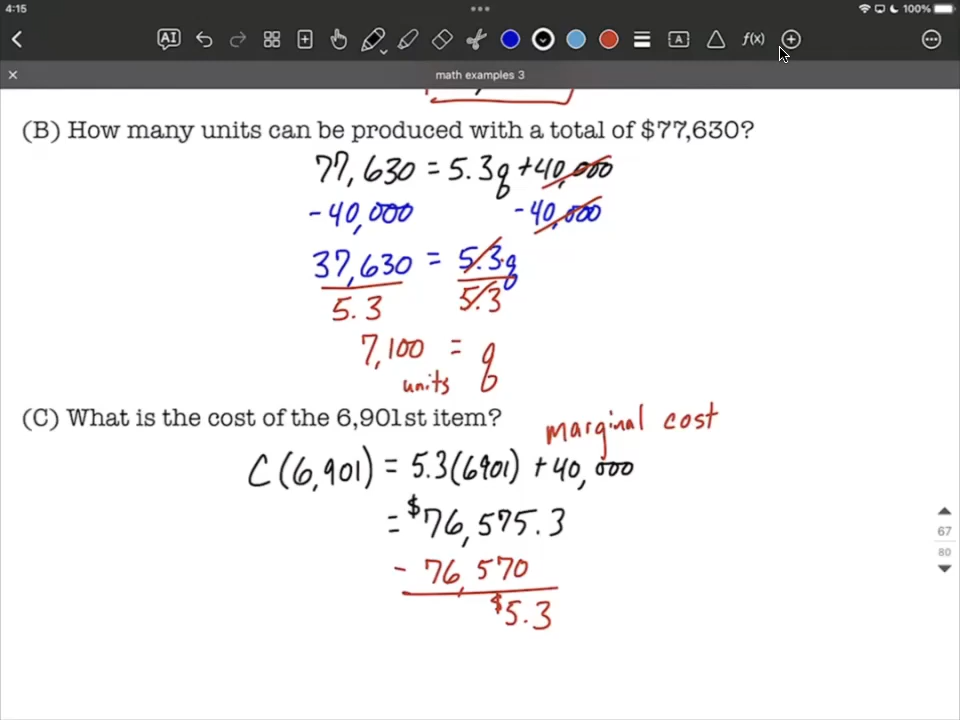 4:15
100%
AI
A
f(x)
math examples 3
(B) How many units can be produced with a total of $77,630?
77,630 = 5.3q + 40,000
- 40,000 - 40,000
37,630 = 5.3·q
5.3 5.3
7,100 = q
units
(C) What is the cost of the 6,901st item?
marginal cost
C(6,901) = 5.3(6901) + 40,000
= $76,575.3
- 76,570
$5.3
67
80